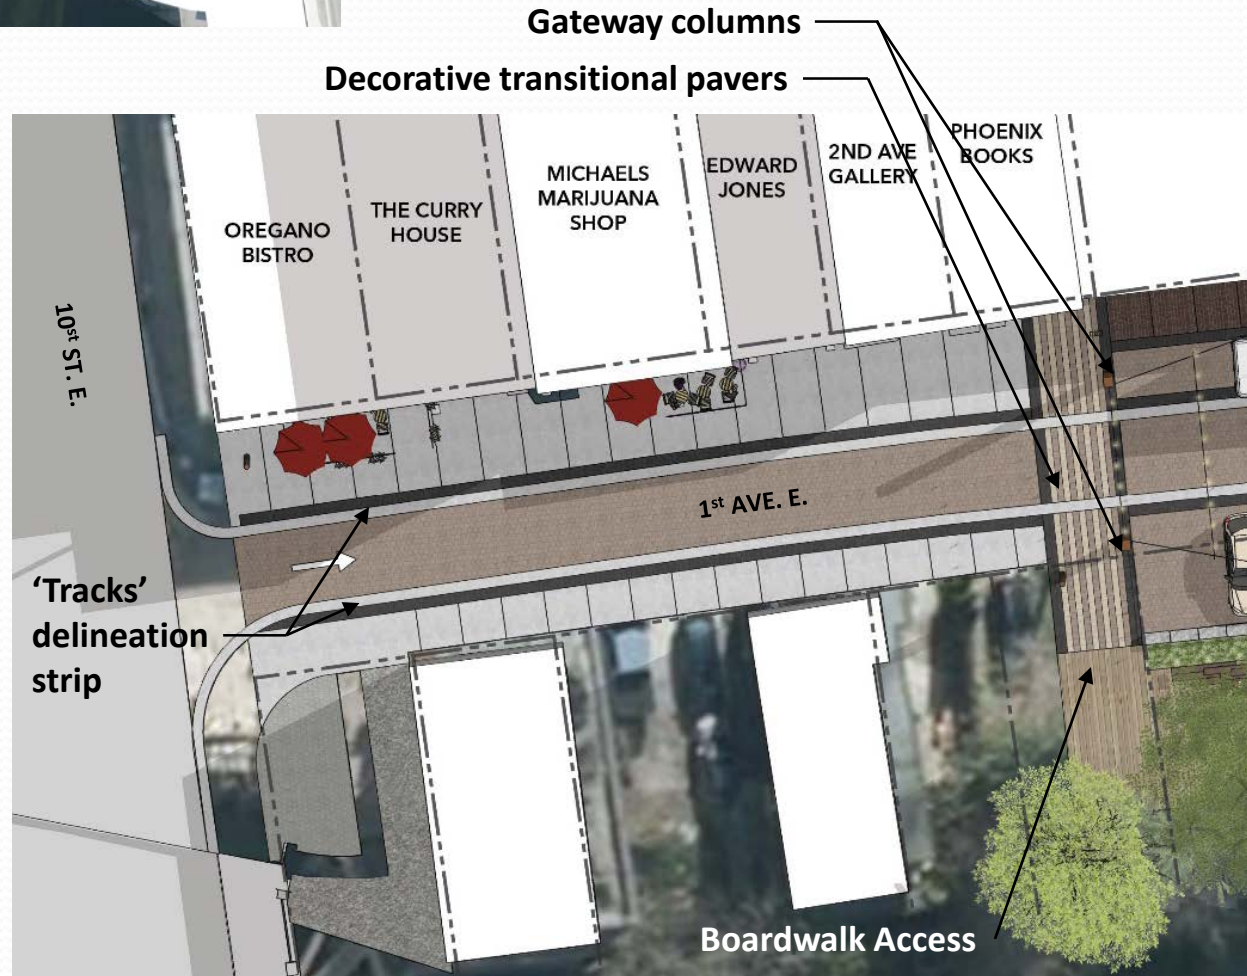 Gateway columns
Decorative transitional pavers
OREGANO
BISTRO
THE CURRY
HOUSE
MICHAELS
MARIJUANA
SHOP
EDWARD
JONES
2ND AVE
GALLERY
PHOENIX
BOOKS
10st ST. E.
1st AVE. E.
‘Tracks’
delineation
strip
Boardwalk Access